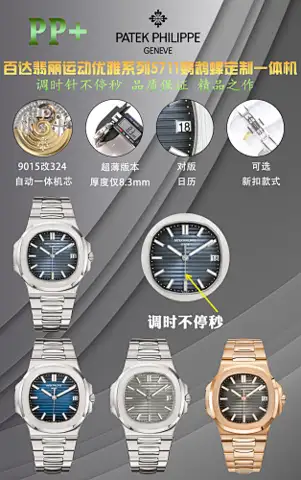 PP+
PATEK PHILIPPE
GENEVE
百达翡丽运动优雅系列5711鹦鹉螺定制一体机
调时针不停秒 品质保证 精品之作
18
9015改324
自动一体机芯
超薄版本
厚度仅8.3mm
对版
日历
可选
新扣款式
PATEK PHILIPPE
调时不停秒